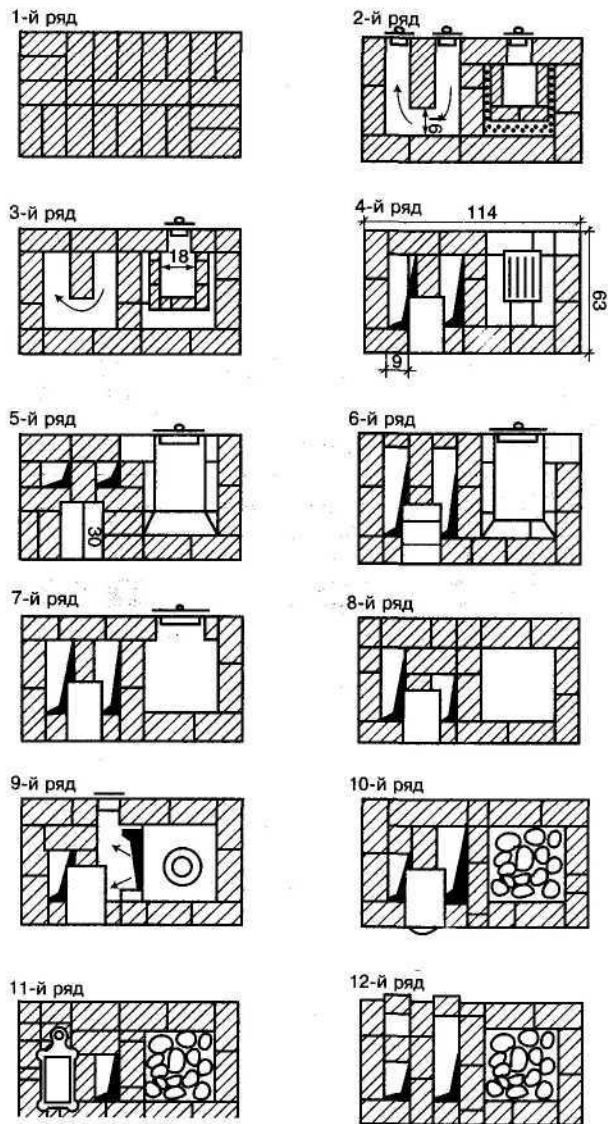 1-й ряд
2-й ряд
16
3-й ряд
18
4-й ряд
114
63
9
5-й ряд
30
6-й ряд
7-й ряд
8-й ряд
9-й ряд
10-й ряд
11-й ряд
12-й ряд